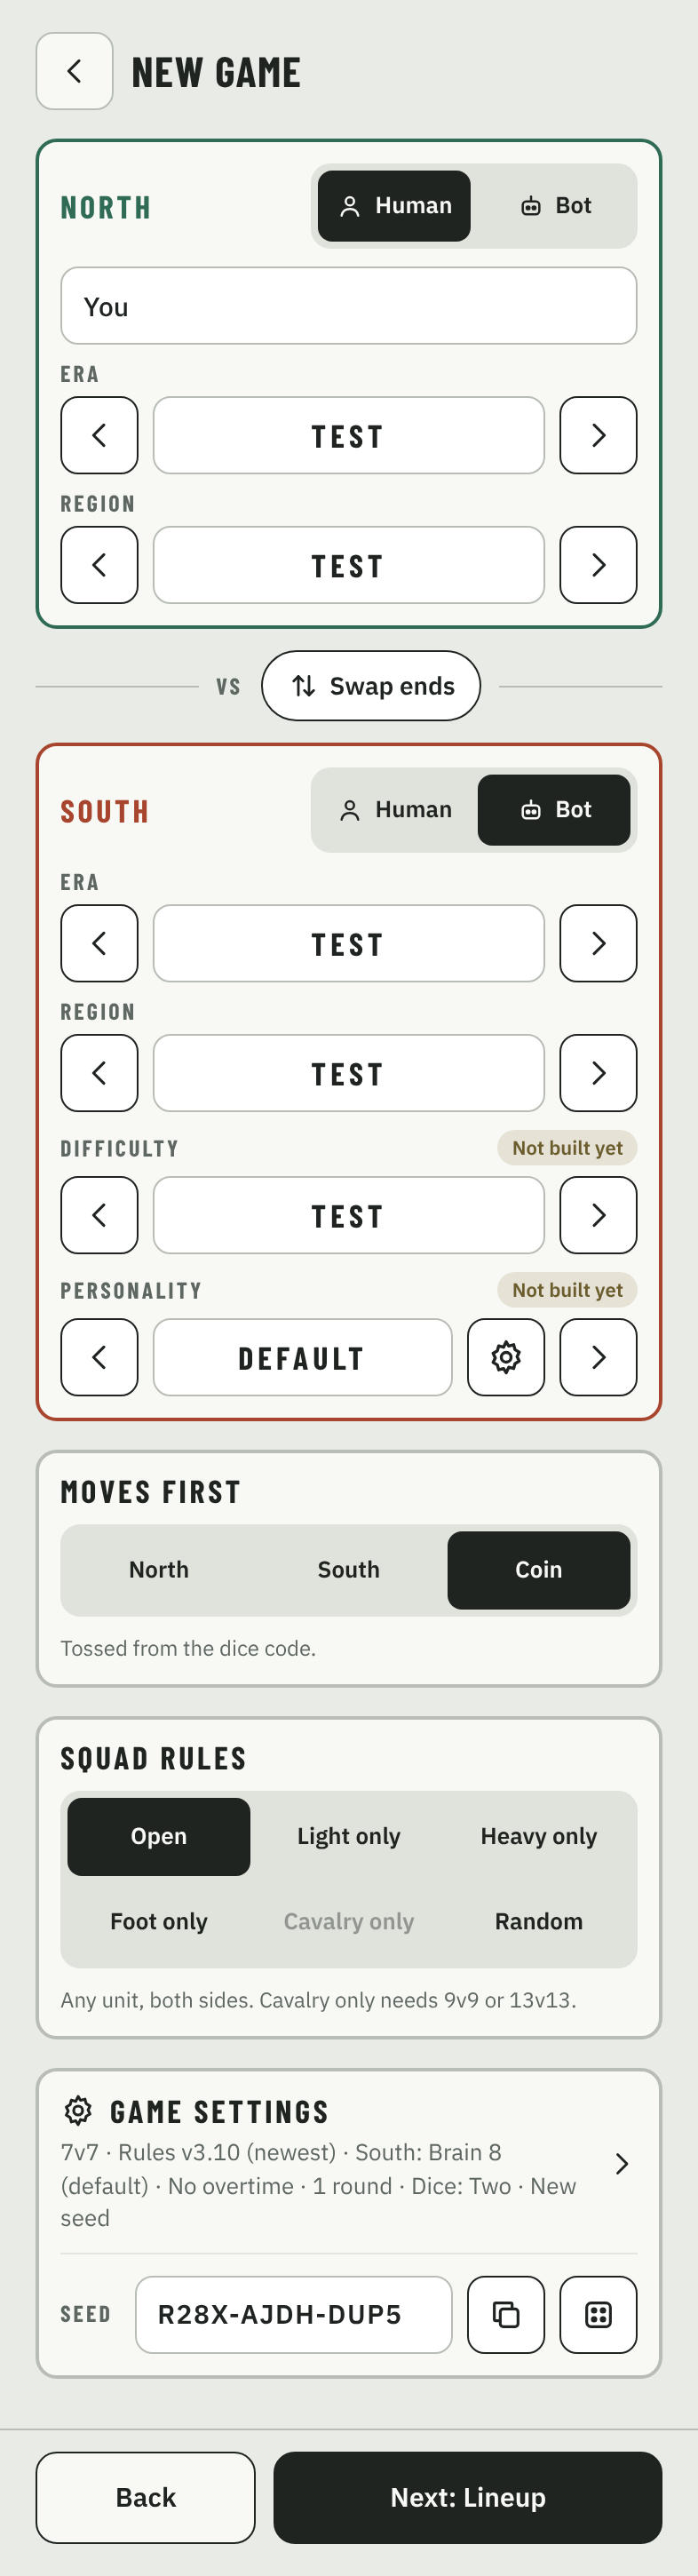 NEW GAME
NORTH
Human
Bot
You
ERA
TEST
REGION
TEST
VS
Swap ends
SOUTH
Human
Bot
ERA
TEST
REGION
TEST
DIFFICULTY
Not built yet
TEST
PERSONALITY
Not built yet
DEFAULT
MOVES FIRST
North
South
Coin
Tossed from the dice code.
SQUAD RULES
Open
Light only
Heavy only
Foot only
Cavalry only
Random
Any unit, both sides. Cavalry only needs 9v9 or 13v13.
GAME SETTINGS
7v7 · Rules v3.10 (newest) · South: Brain 8
(default) · No overtime · 1 round · Dice: Two · New
seed
SEED
R28X-AJDH-DUP5
Back
Next: Lineup